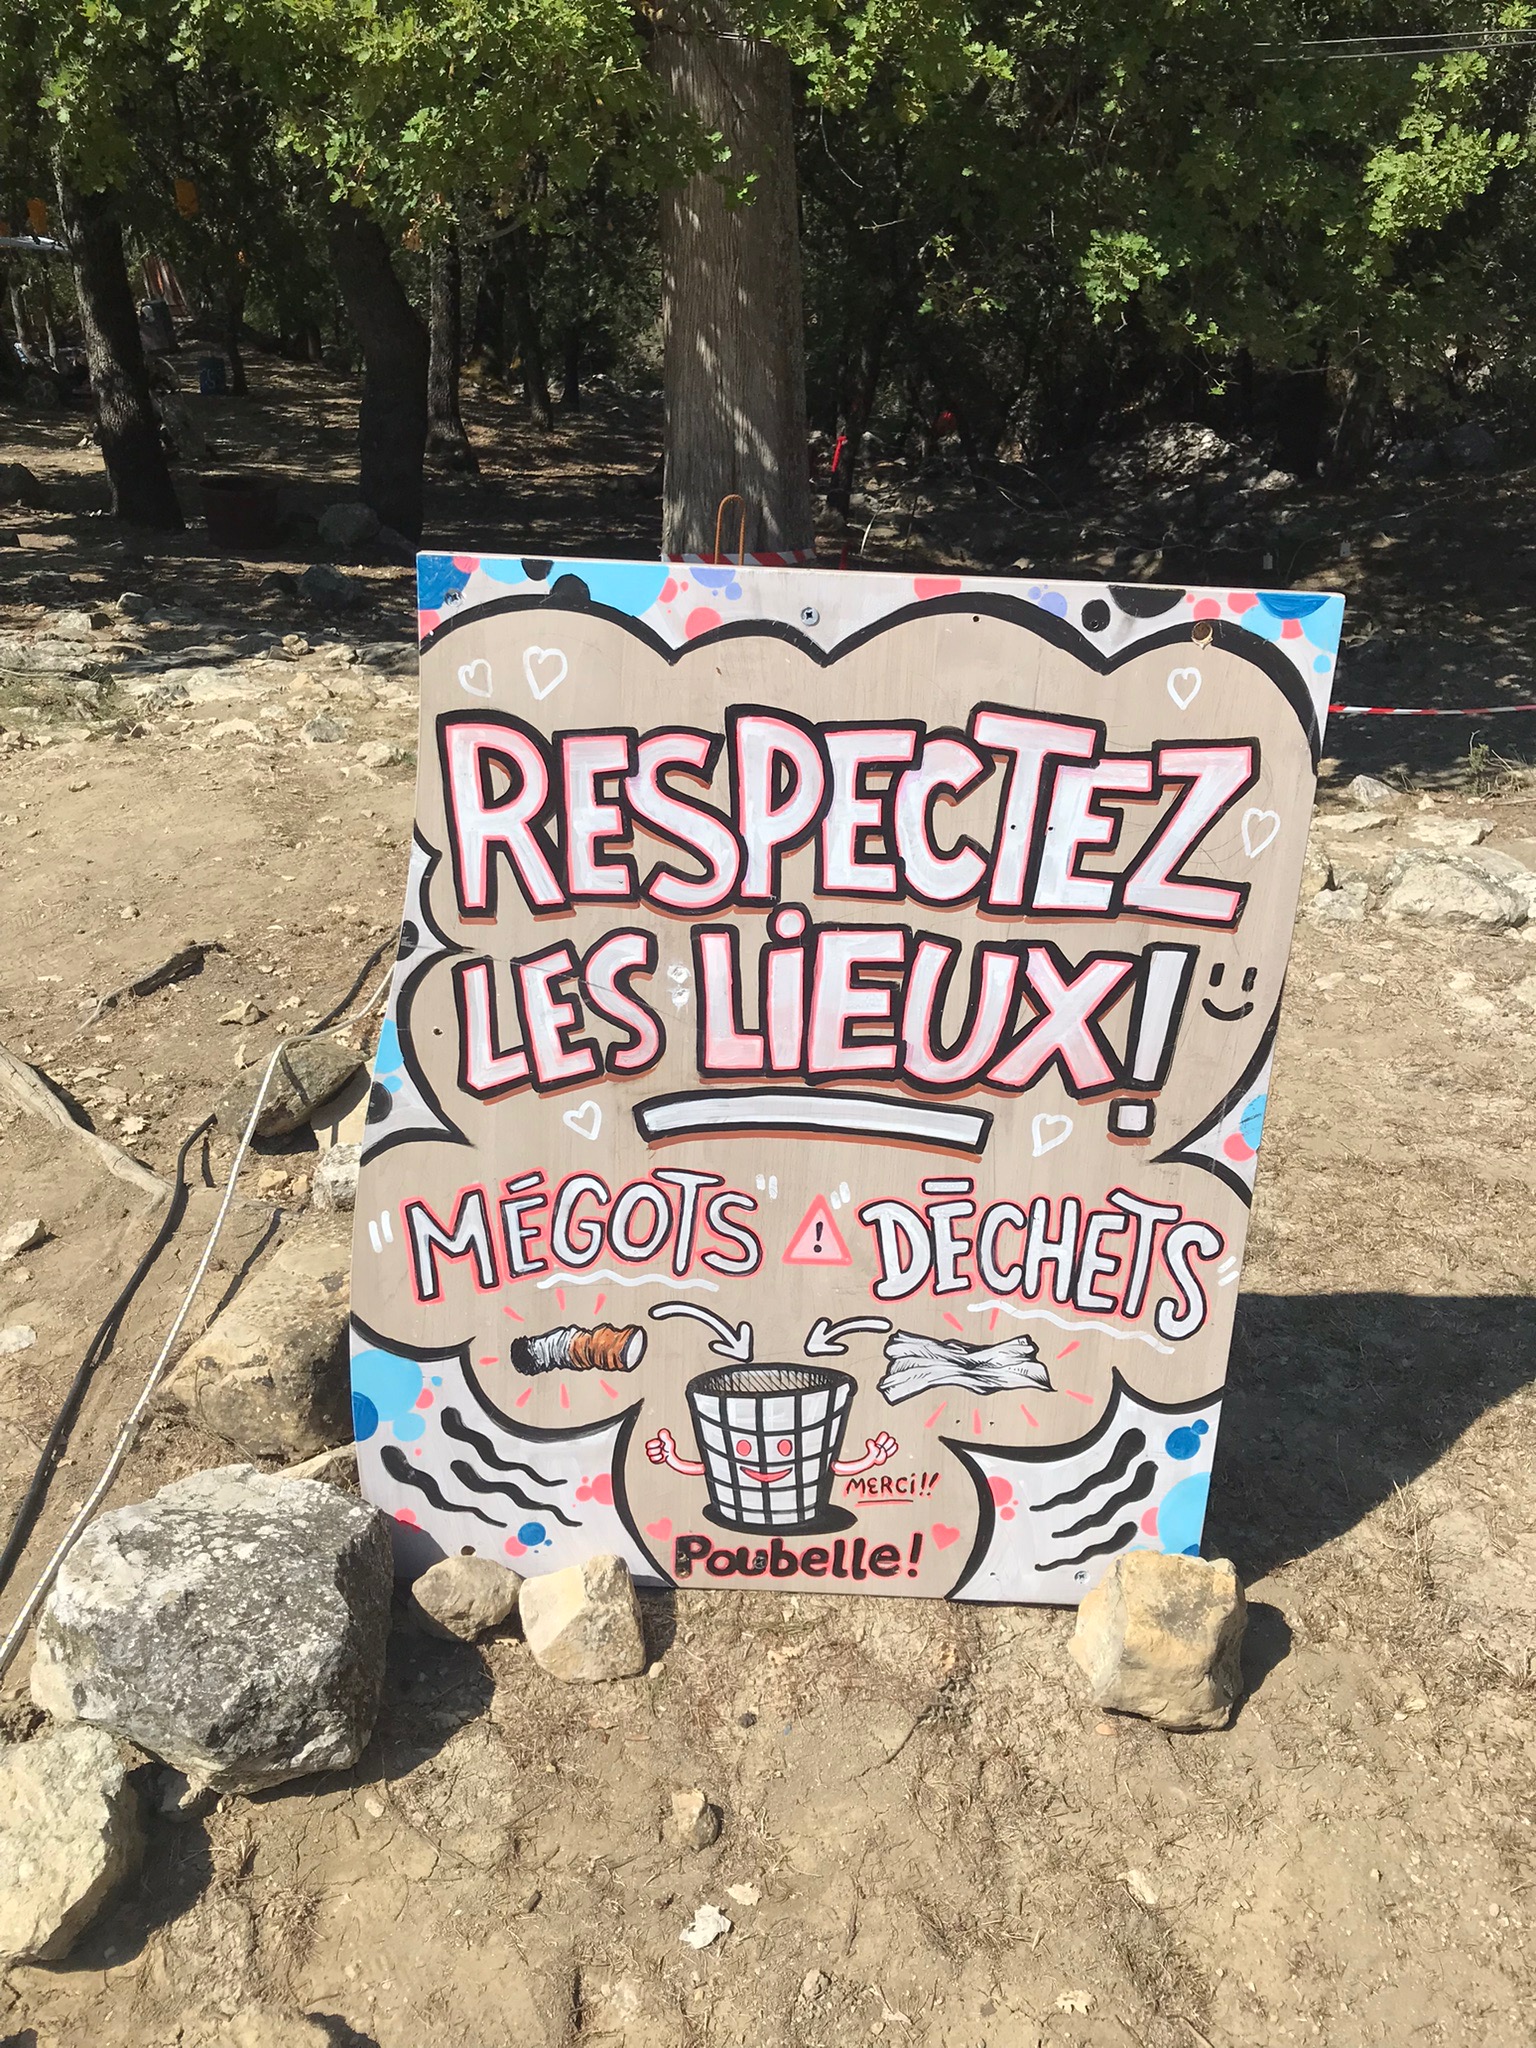 RESPECTEZ
LES LiEUX!
"MÉGOTS" ! "DĒCHETS"
MERCi!!
Poubelle!